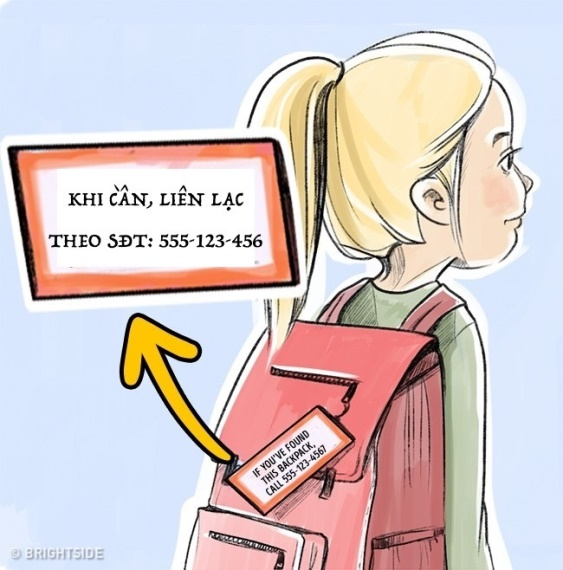 KHI CẦN, LIÊN LẠC
THEO SĐT: 555-123-456
IF YOU'VE FOUND
THIS BACKPACK,
CALL 555-123-4567
© BRIGHTSIDE